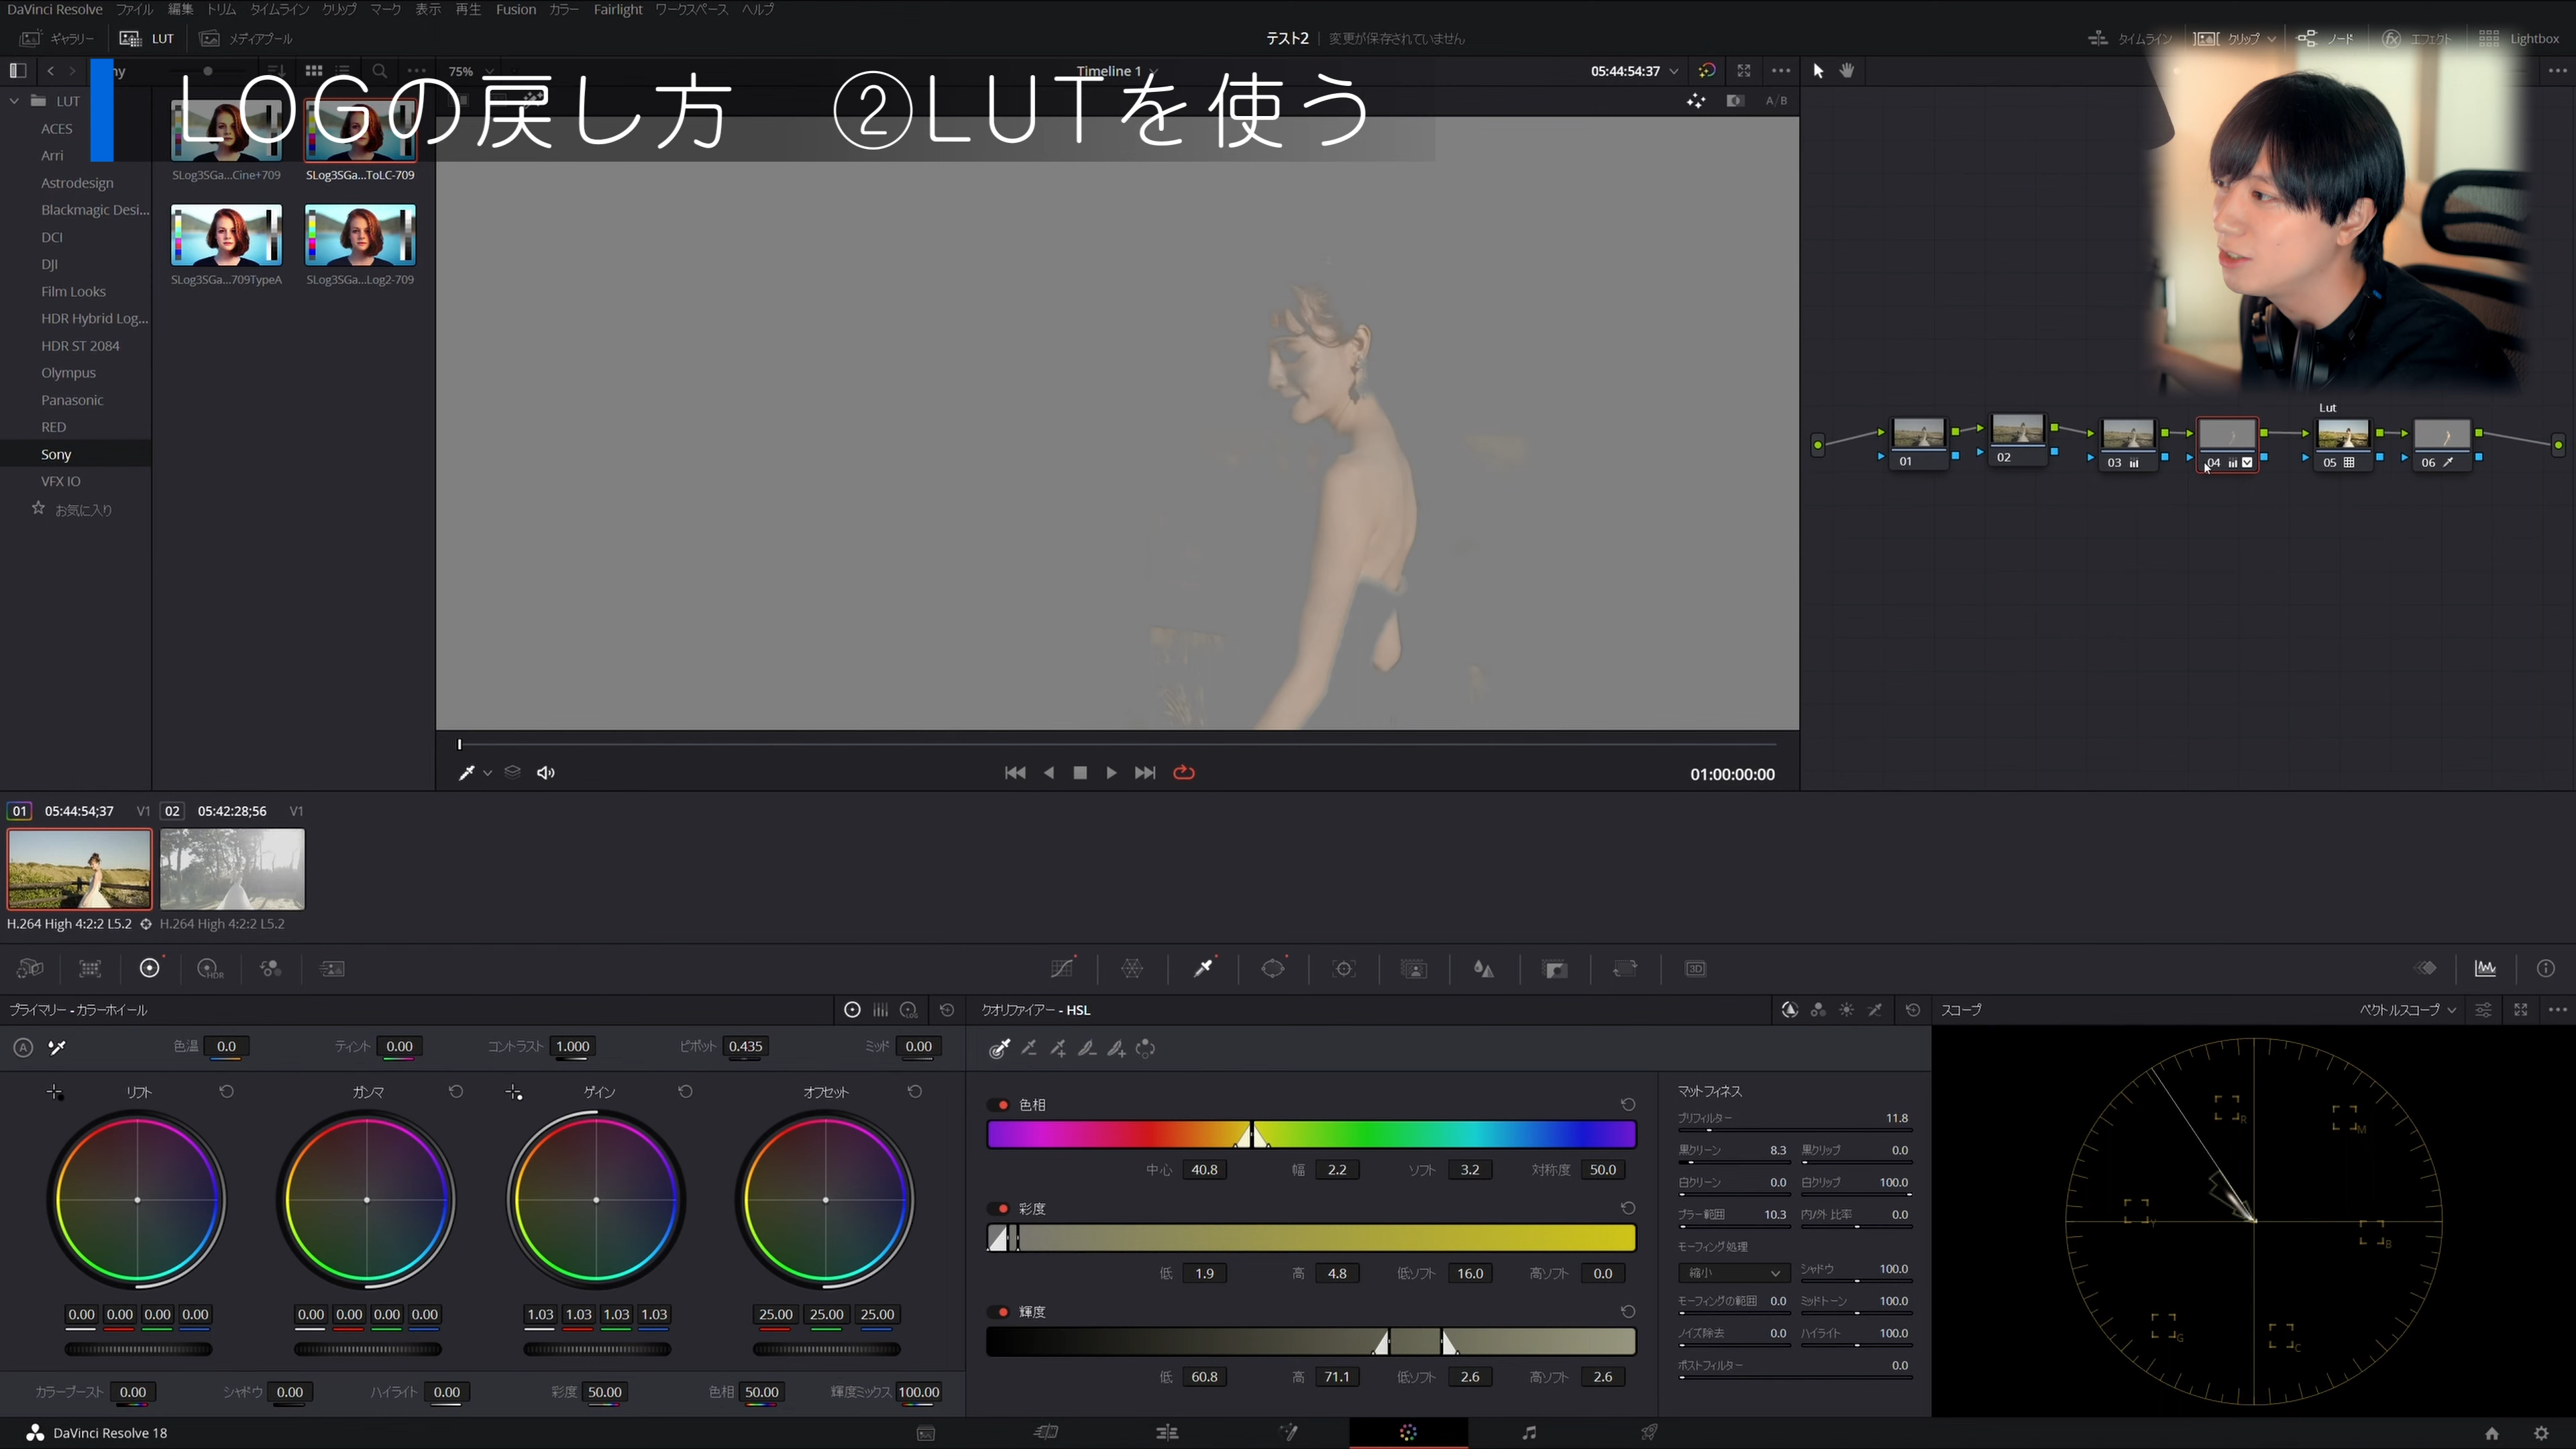 DaVinci Resolve ファイル 編集 トリム タイムライン クリップ マーク 表示 再生 Fusion カラー Fairlight ワークスペース ヘルプ
ギャラリー LUT メディアプール テスト2 変更が保存されていません タイムライン クリップ ノード エフェクト Lightbox
ny 75% Timeline 1 05:44:54:37
LOGの戻し方 ②LUTを使う
A/B
LUT
ACES
Arri
Astrodesign
Blackmagic Desi...
DCI
DJI
Film Looks
HDR Hybrid Log...
HDR ST 2084
Olympus
Panasonic
RED
Sony
VFX IO
お気に入り
SLog3SGa...Cine+709 SLog3SGa...ToLC-709
SLog3SGa...709TypeA SLog3SGa...Log2-709
Lut
01 02 03 04 05 06
01:00:00:00
01 05:44:54;37 V1 02 05:42:28;56 V1
H.264 High 4:2:2 L5.2 H.264 High 4:2:2 L5.2
HDR 3D
プライマリー - カラーホイール LOG クオリファイアー - HSL スコープ ベクトルスコープ
A 色温 0.0 ティント 0.00 コントラスト 1.000 ピボット 0.435 ミッド 0.00
リフト ガンマ ゲイン オフセット
0.00 0.00 0.00 0.00 0.00 0.00 0.00 0.00 1.03 1.03 1.03 1.03 25.00 25.00 25.00
カラーブースト 0.00 シャドウ 0.00 ハイライト 0.00 彩度 50.00 色相 50.00 輝度ミックス 100.00
色相
中心 40.8 幅 2.2 ソフト 3.2 対称度 50.0
彩度
低 1.9 高 4.8 低ソフト 16.0 高ソフト 0.0
輝度
低 60.8 高 71.1 低ソフト 2.6 高ソフト 2.6
マットフィネス
プリフィルター 11.8
黒クリーン 8.3 黒クリップ 0.0
白クリーン 0.0 白クリップ 100.0
ブラー範囲 10.3 内/外 比率 0.0
モーフィング処理
縮小 シャドウ 100.0
モーフィングの範囲 0.0 ミッドトーン 100.0
ノイズ除去 0.0 ハイライト 100.0
ポストフィルター 0.0
R
M
Y
B
G
C
DaVinci Resolve 18